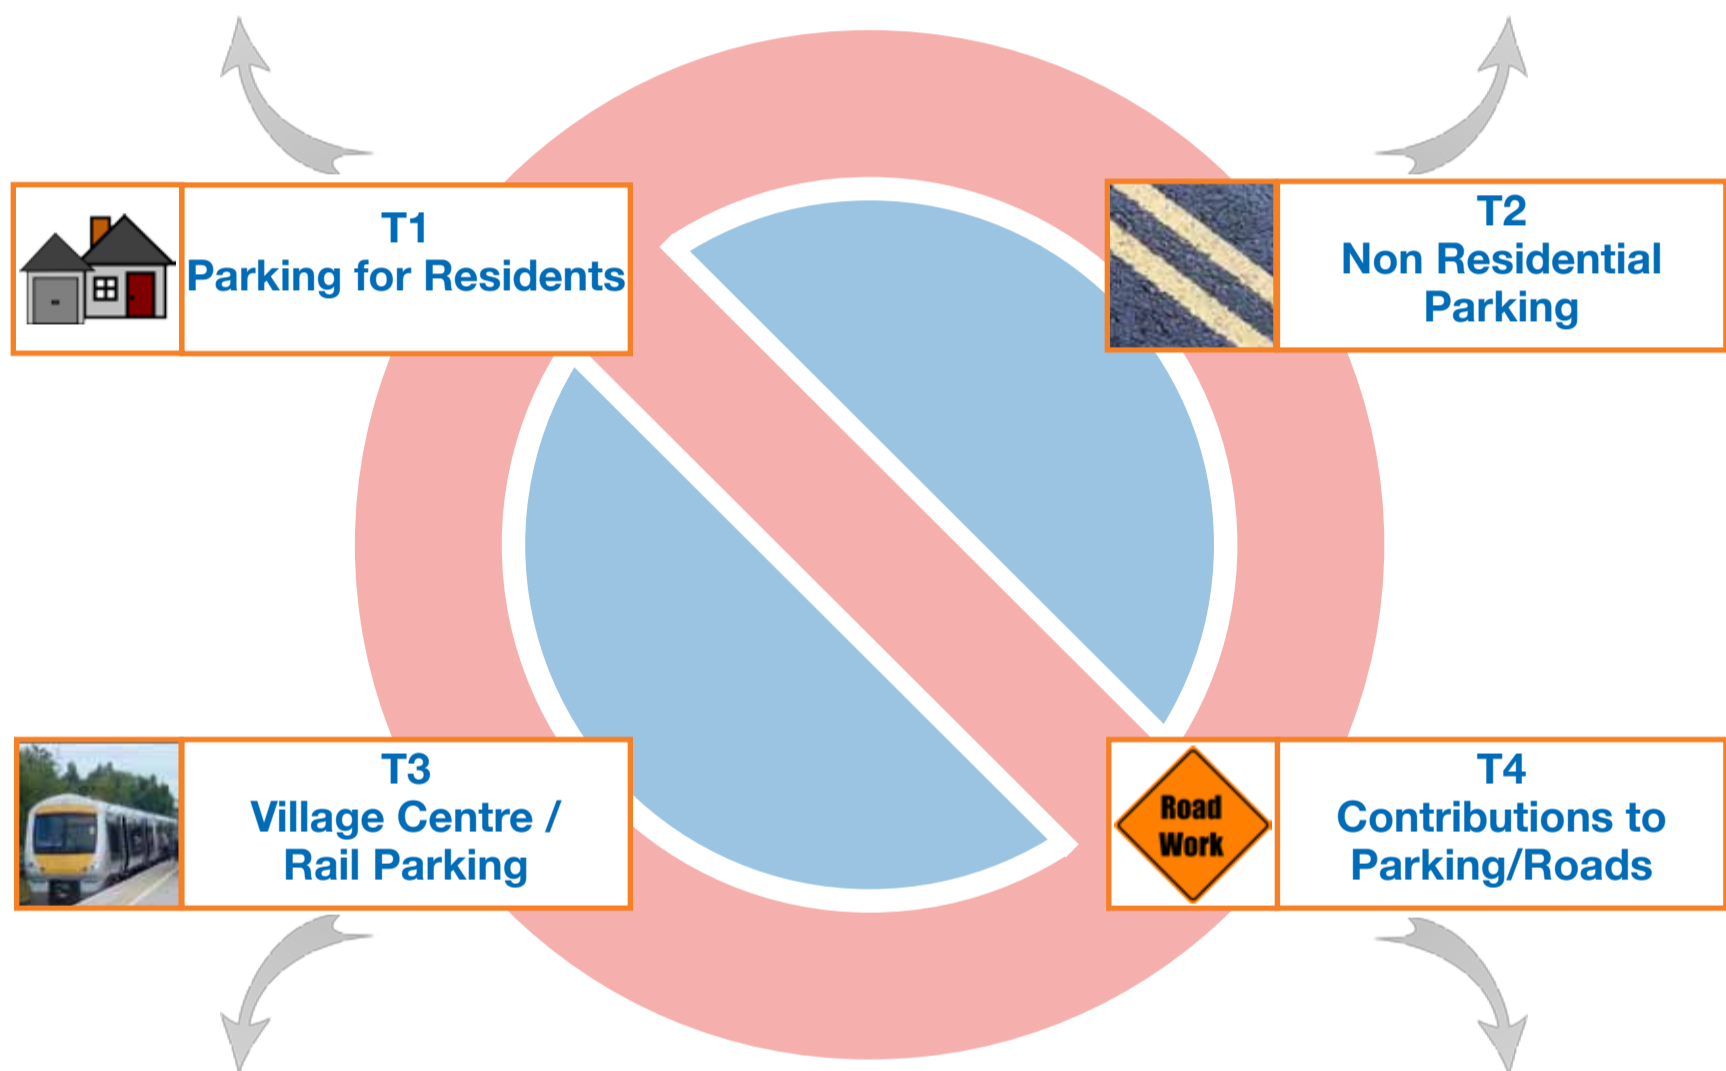 T1
Parking for Residents
T2
Non Residential
Parking
T3
Village Centre /
Rail Parking
Road
Work
T4
Contributions to
Parking/Roads